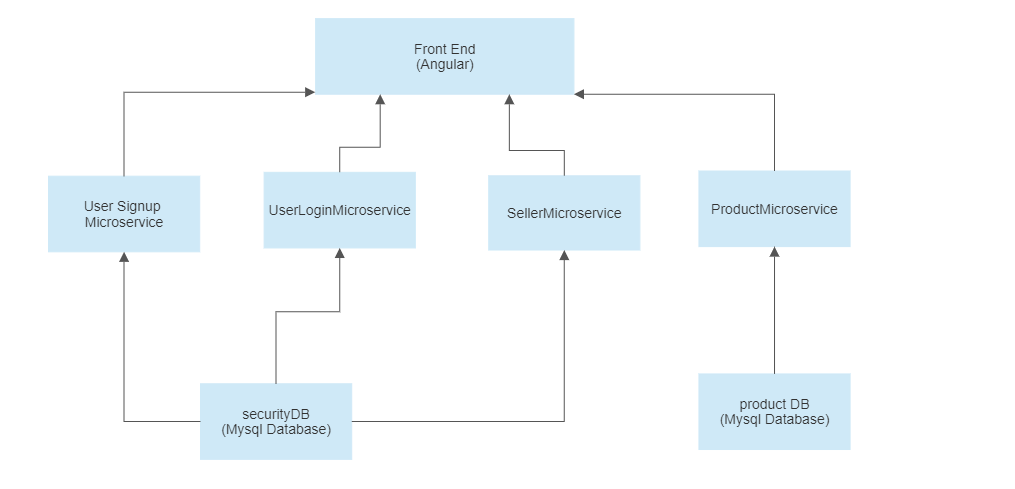 Front End
(Angular)
User Signup
Microservice
UserLoginMicroservice
SellerMicroservice
ProductMicroservice
securityDB
(Mysql Database)
product DB
(Mysql Database)